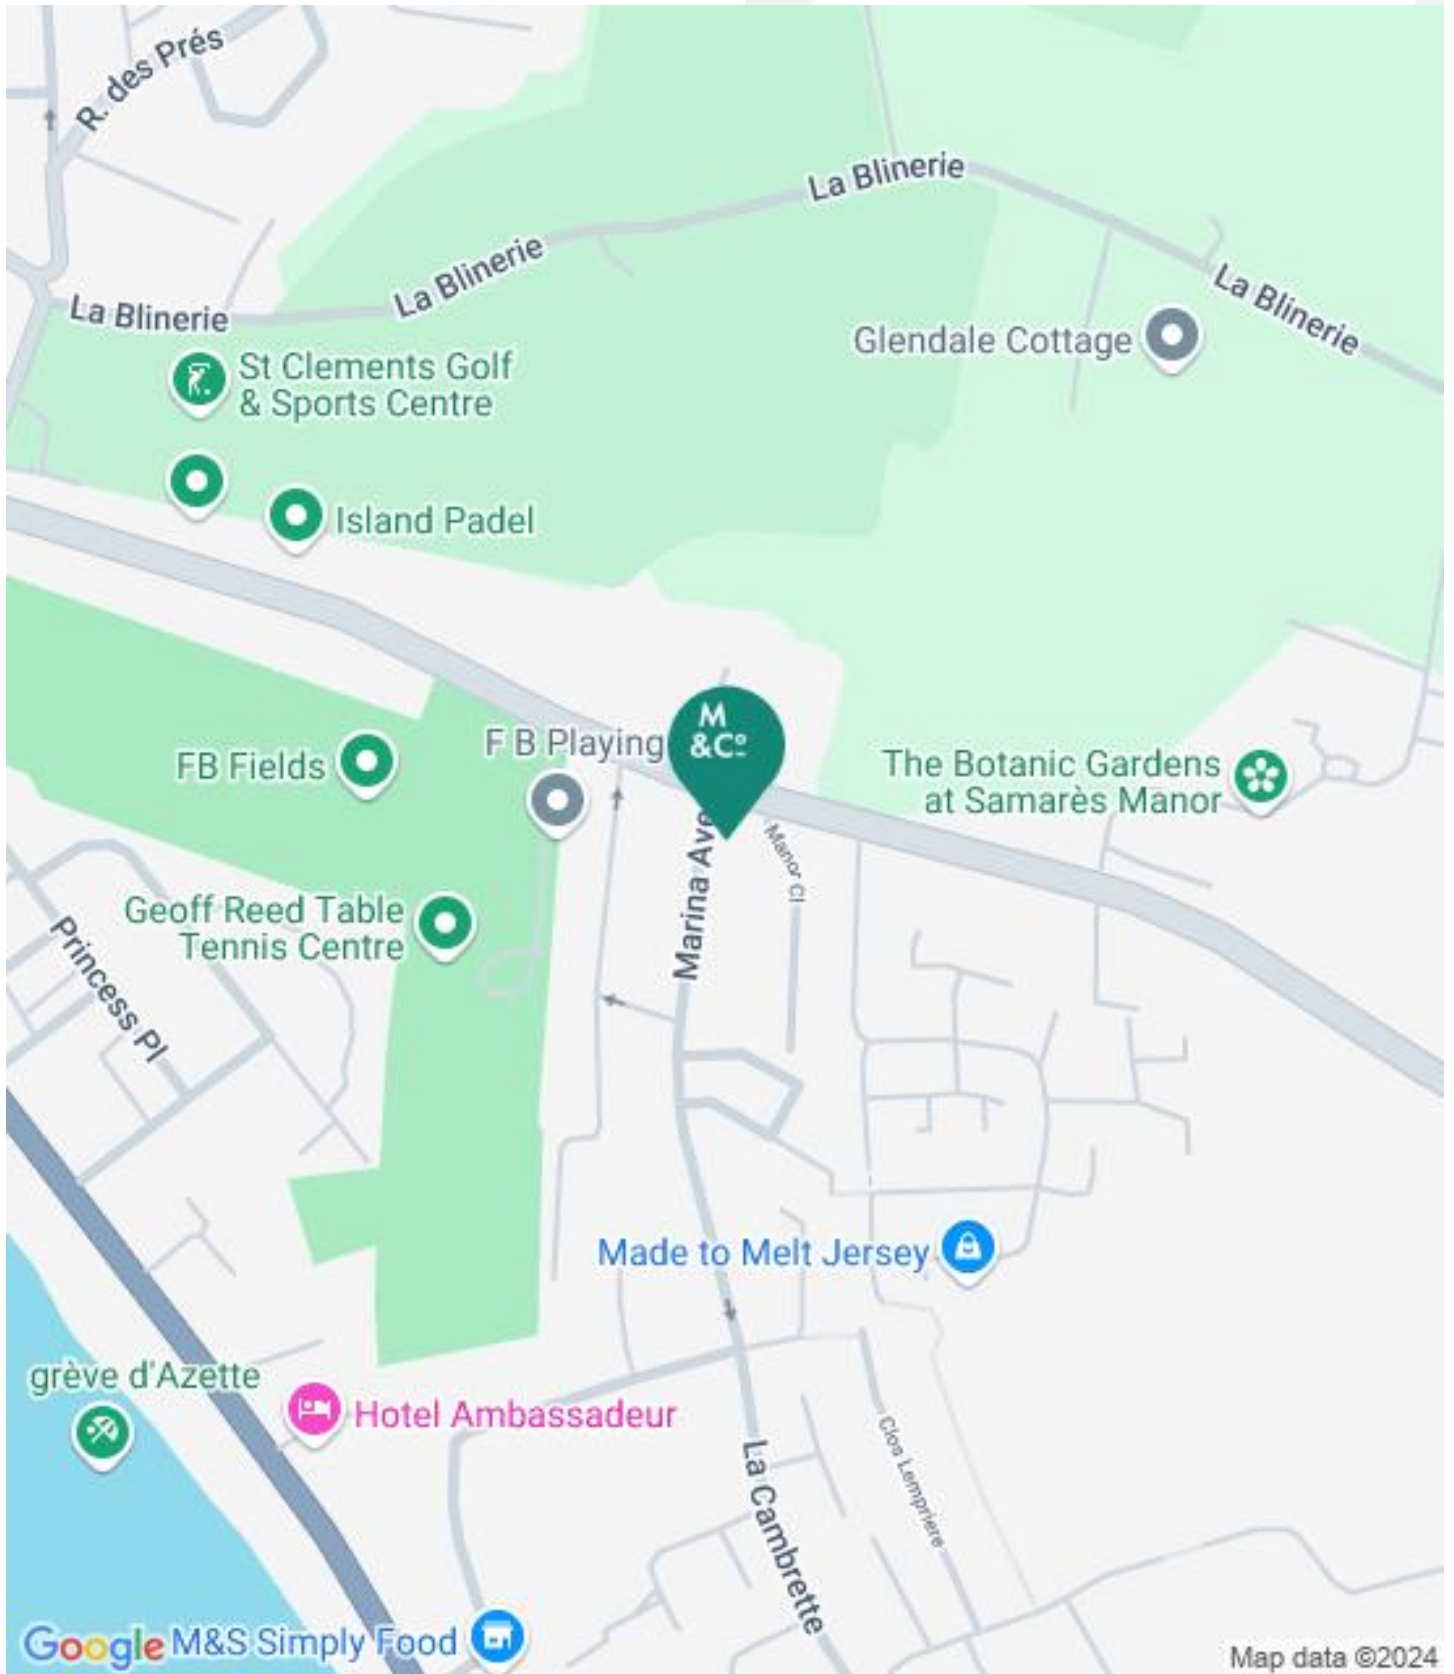 R. des Prés
La Blinerie
La Blinerie
La Blinerie
La Blinerie
Glendale Cottage
St Clements Golf
& Sports Centre
Island Padel
M
&Cº
F B Playing
FB Fields
The Botanic Gardens
at Samarès Manor
Marina Ave
Manor Cl
Geoff Reed Table
Tennis Centre
Princess Pl
Made to Melt Jersey
grève d'Azette
Hotel Ambassadeur
La Cambrette
Clos Lempriere
Google
M&S Simply Food
Map data ©2024